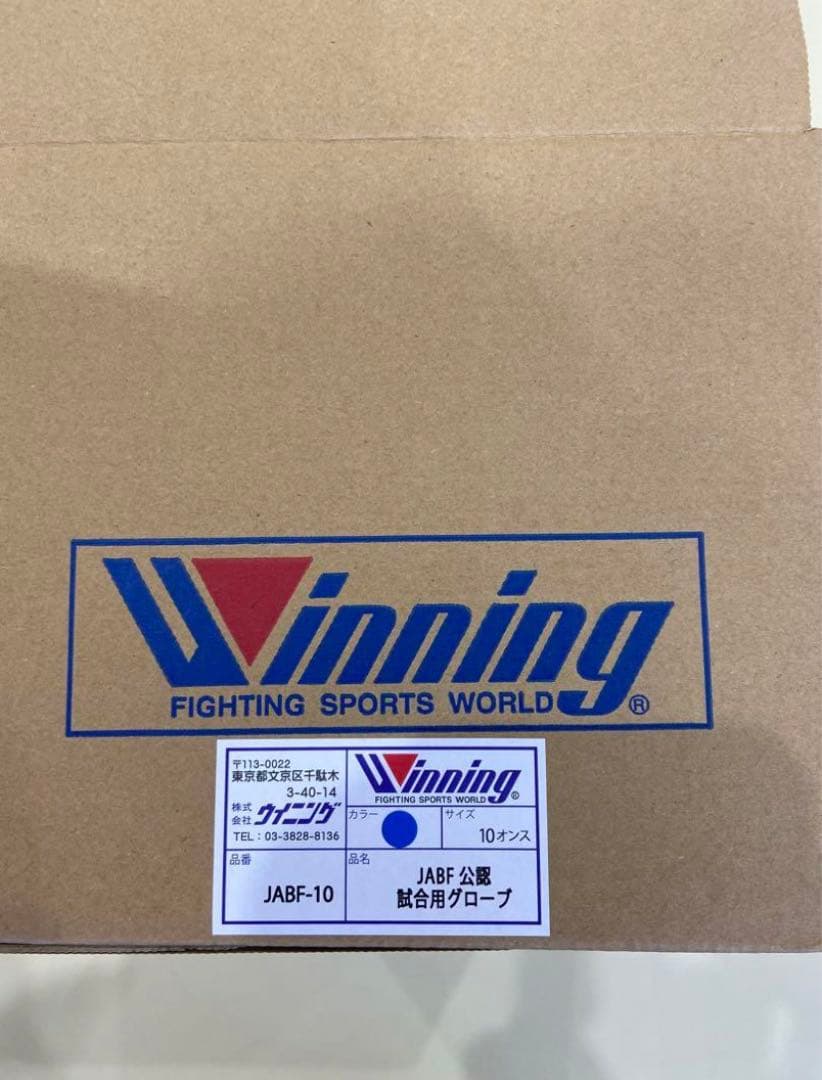 Winning
FIGHTING SPORTS WORLD®
〒113-0022
東京都文京区千駄木
3-40-14
株式会社 ウイニング
TEL：03-3828-8136
Winning
FIGHTING SPORTS WORLD®
カラー
サイズ
10オンス
品番
JABF-10
品名
JABF 公認
試合用グローブ